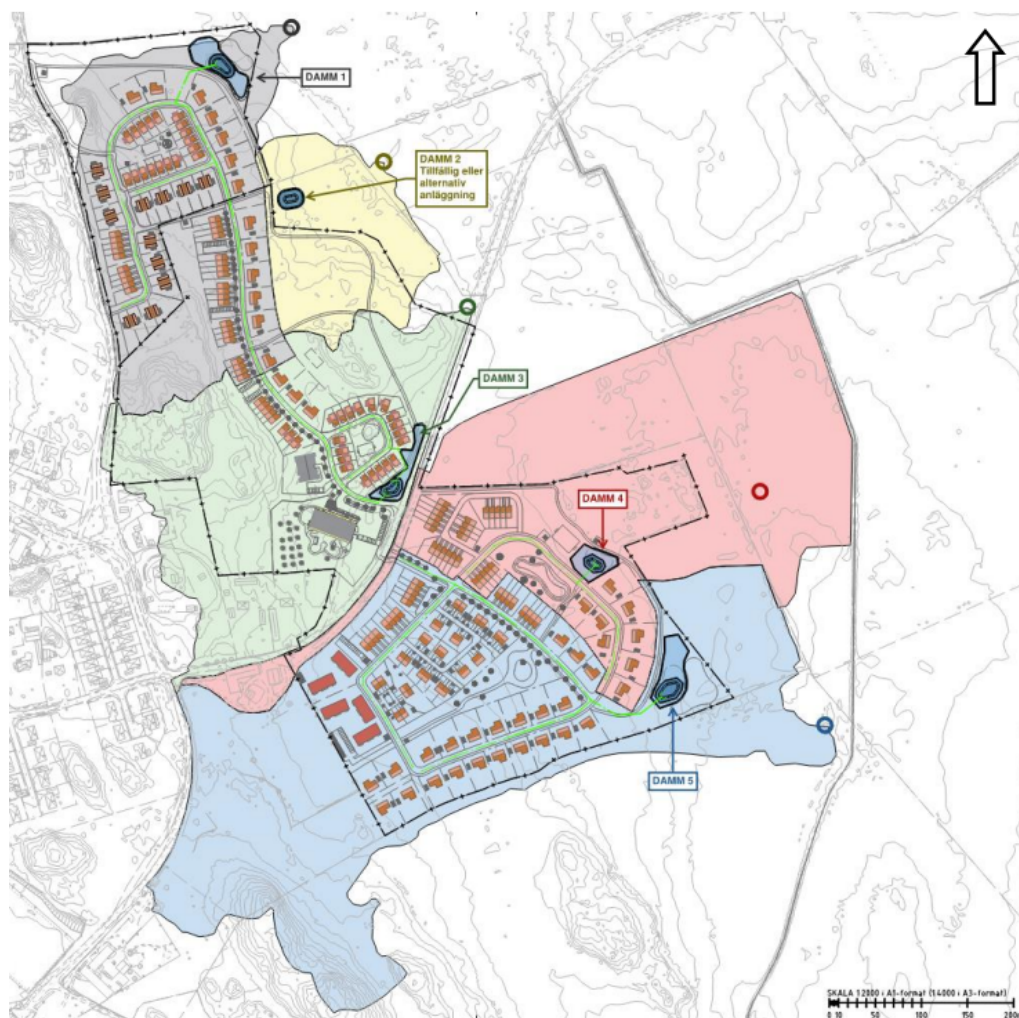 DAMM 1
DAMM 2
Tillfällig eller
alternativ
anläggning
DAMM 3
DAMM 4
DAMM 5
SKALA 1:2000 i A1-format (1:4000 i A3-format)
0 10 50 100 150 200